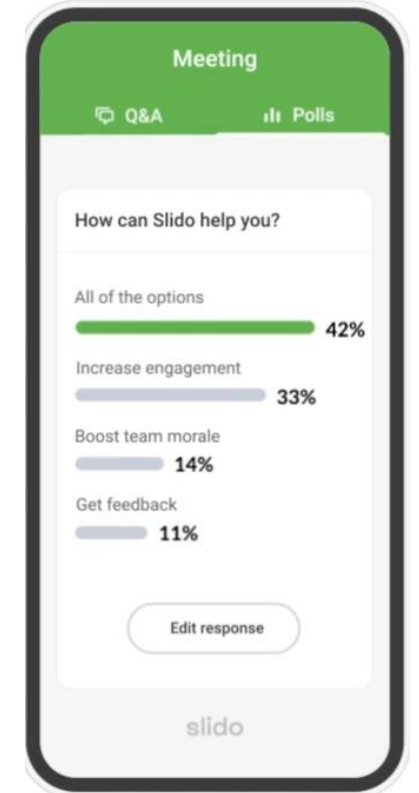 Meeting
Q&A
Polls
How can Slido help you?
All of the options
42%
Increase engagement
33%
Boost team morale
14%
Get feedback
11%
Edit response
slido